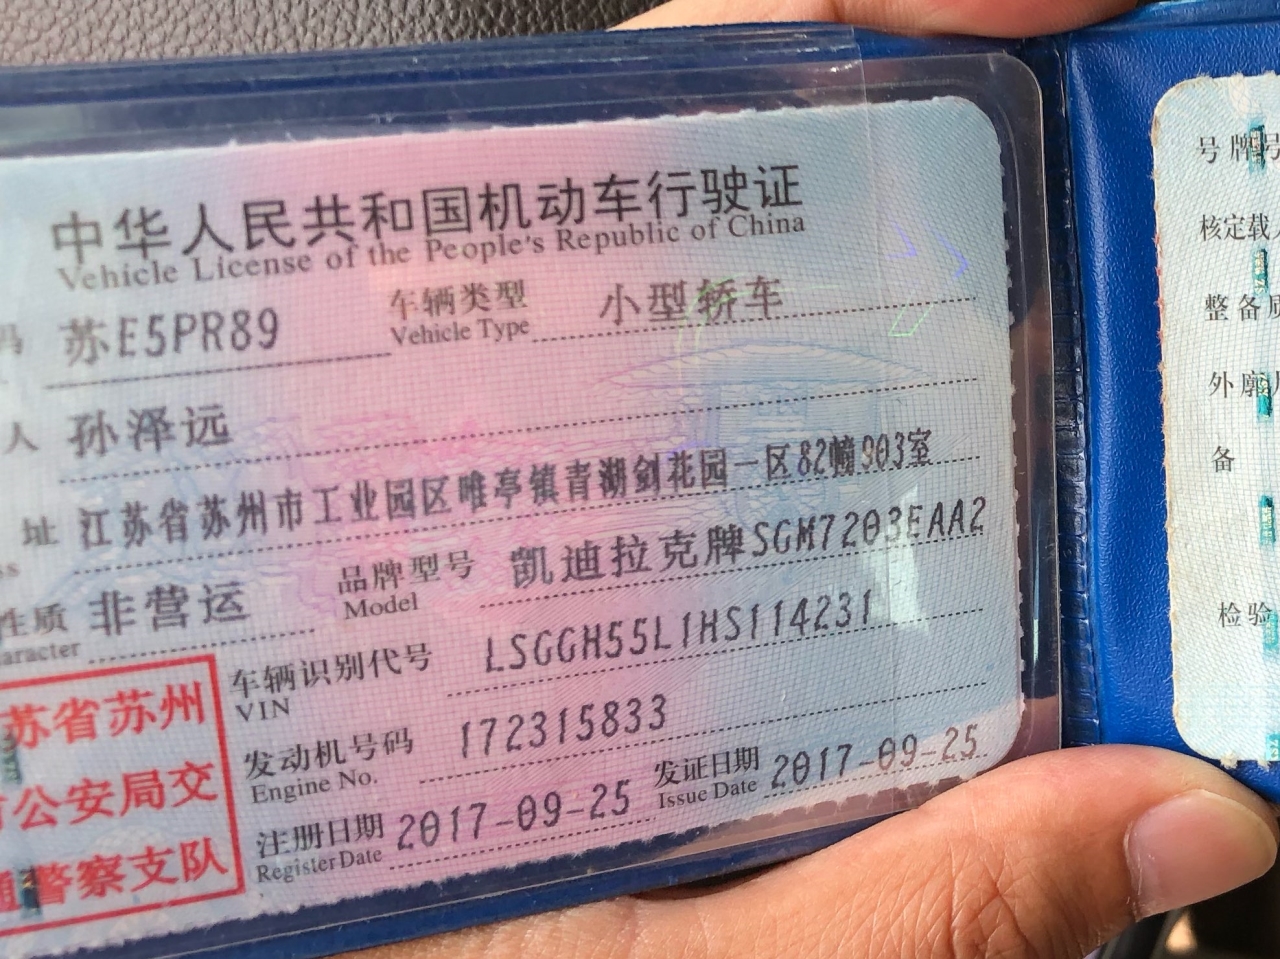 中华人民共和国机动车行驶证
Vehicle License of the People's Republic of China
码 苏E5PR89 车辆类型 小型轿车
Vehicle Type
人 孙泽远
址 江苏省苏州市工业园区唯亭镇青湖剑花园一区82幢903室
ss
性质 非营运 品牌型号 凯迪拉克牌SGM7203EAA2
aracter Model
车辆识别代号 LSGGH55L1HS114231
VIN
发动机号码 172315833
Engine No.
注册日期 2017-09-25 发证日期 2017-09-25
Register Date Issue Date
苏省苏州
市公安局交
通警察支队
号牌号
核定载人
整备质
外廓尺
备
检验